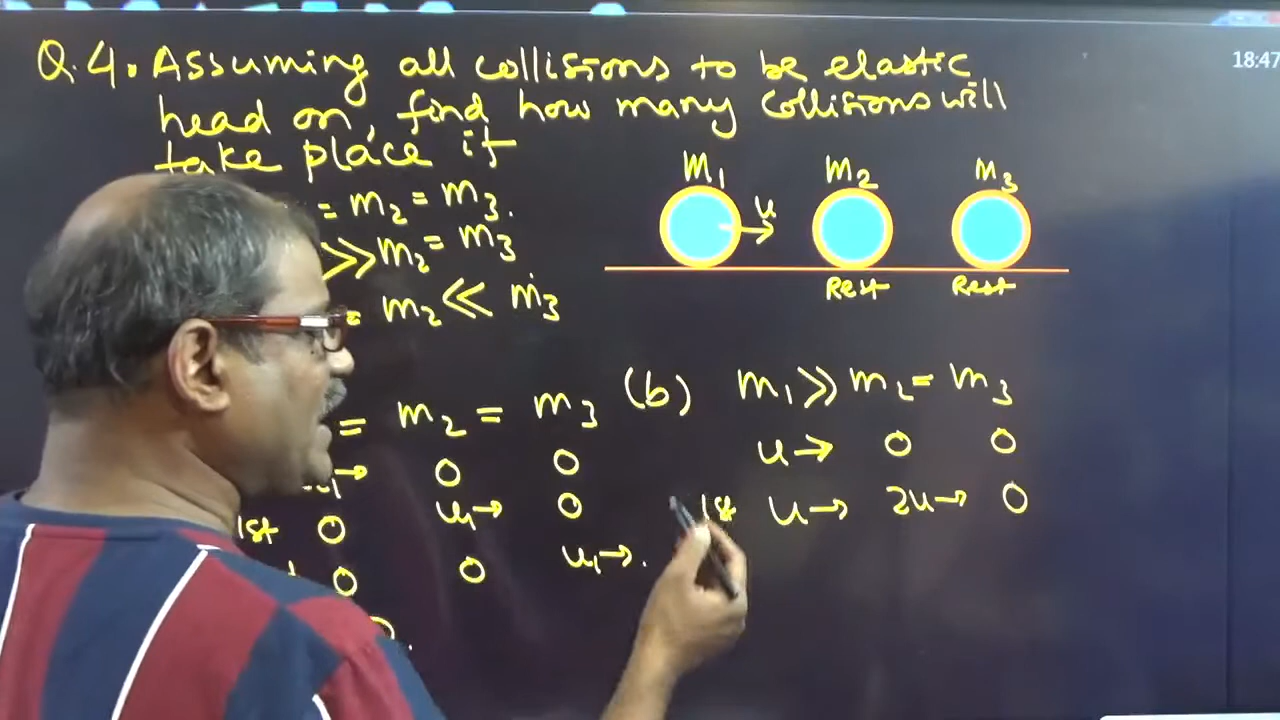 Q.4. Assuming all collisions to be elastic
head on, find how many collisions will
take place if
= m2 = m3.
>> m2 = m3
= m2 << m3
m1 m2 m3
u
Rest Rest
= m2 = m3
0 0
1st 0 u1→ 0
0 0 u1→.
(b) m1 >> m2 = m3
u→ 0 0
1st u→ 2u→ 0
18:47